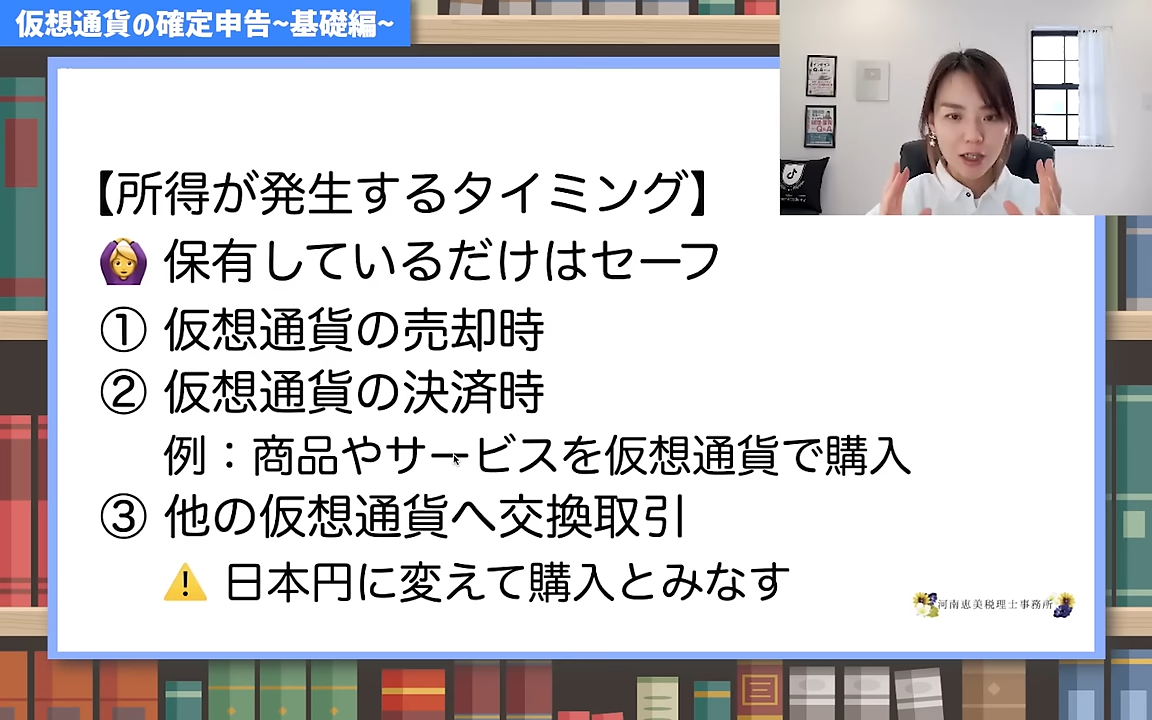 仮想通貨の確定申告~基礎編~
【所得が発生するタイミング】
保有しているだけはセーフ
① 仮想通貨の売却時
② 仮想通貨の決済時
例：商品やサービスを仮想通貨で購入
③ 他の仮想通貨へ交換取引
日本円に変えて購入とみなす
河南恵美税理士事務所
Q&A